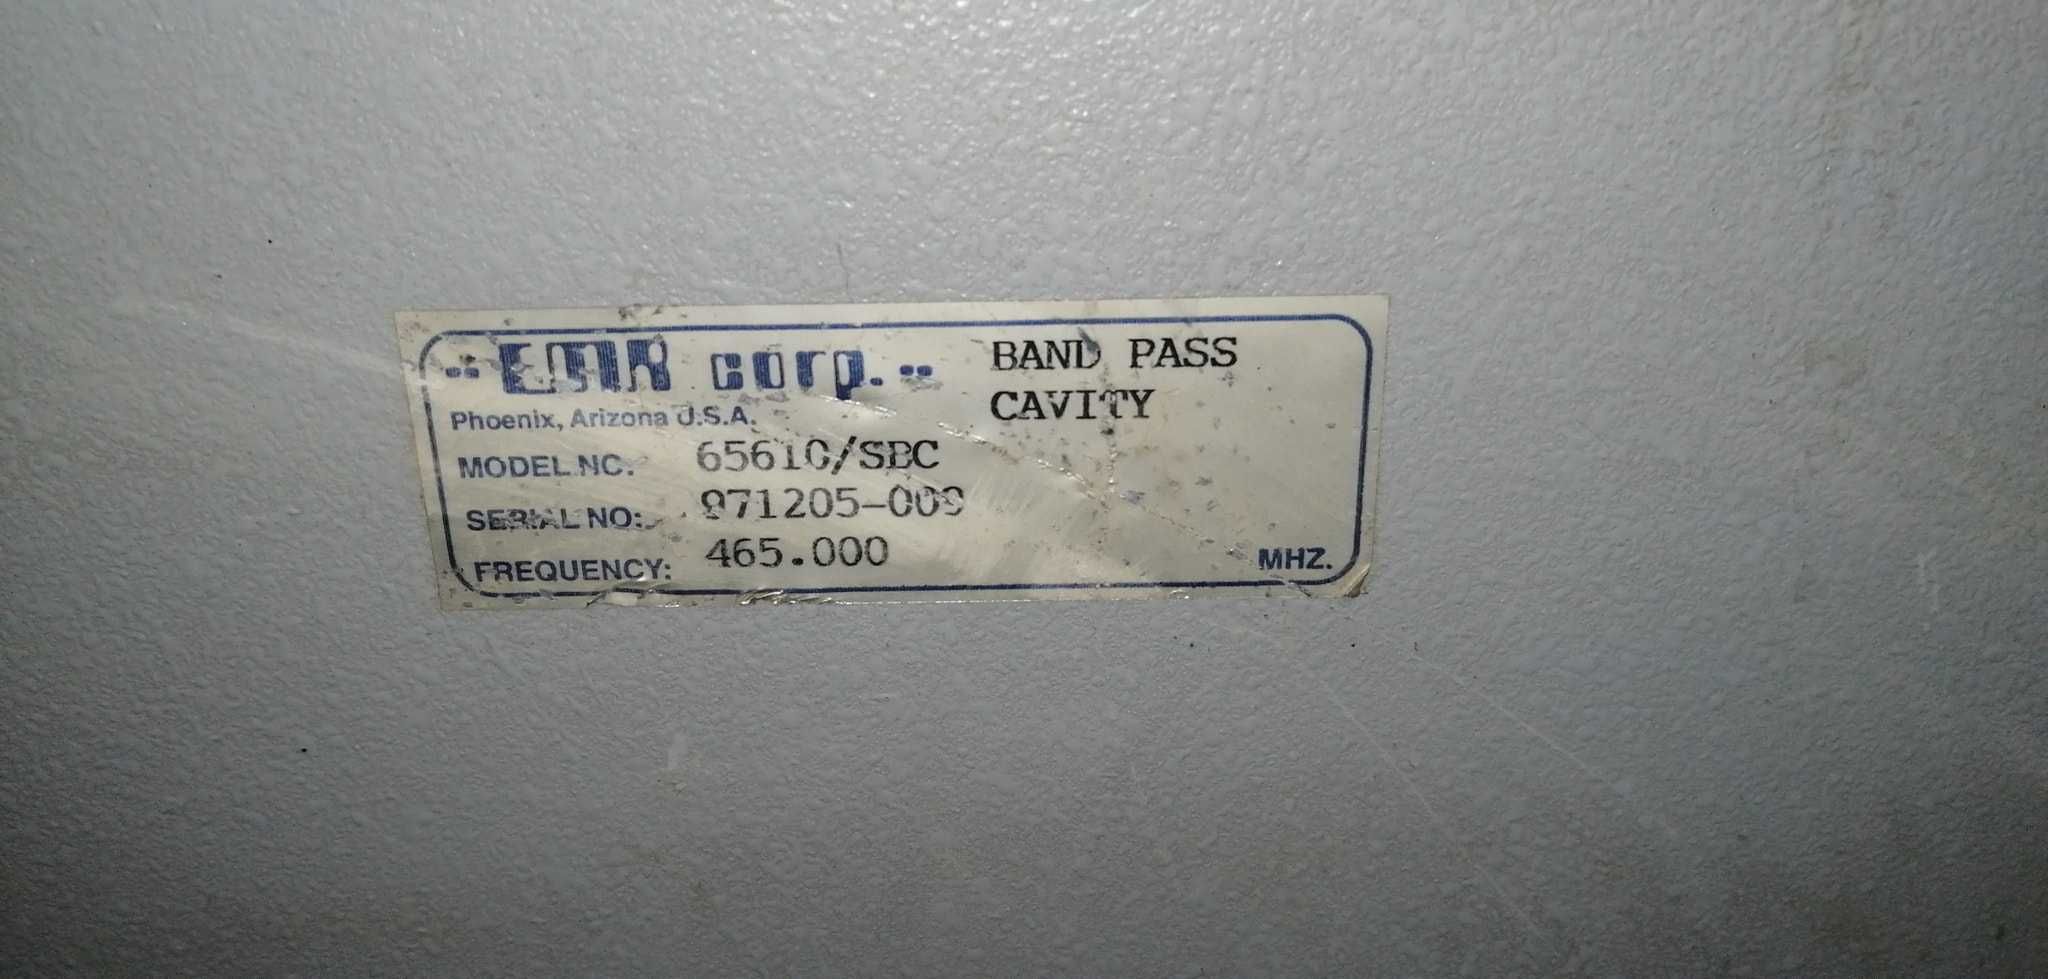 EMR corp.
BAND PASS
CAVITY
Phoenix, Arizona U.S.A.
MODEL NO. 65610/SBC
SERIAL NO: 971205-009
FREQUENCY: 465.000 MHZ.